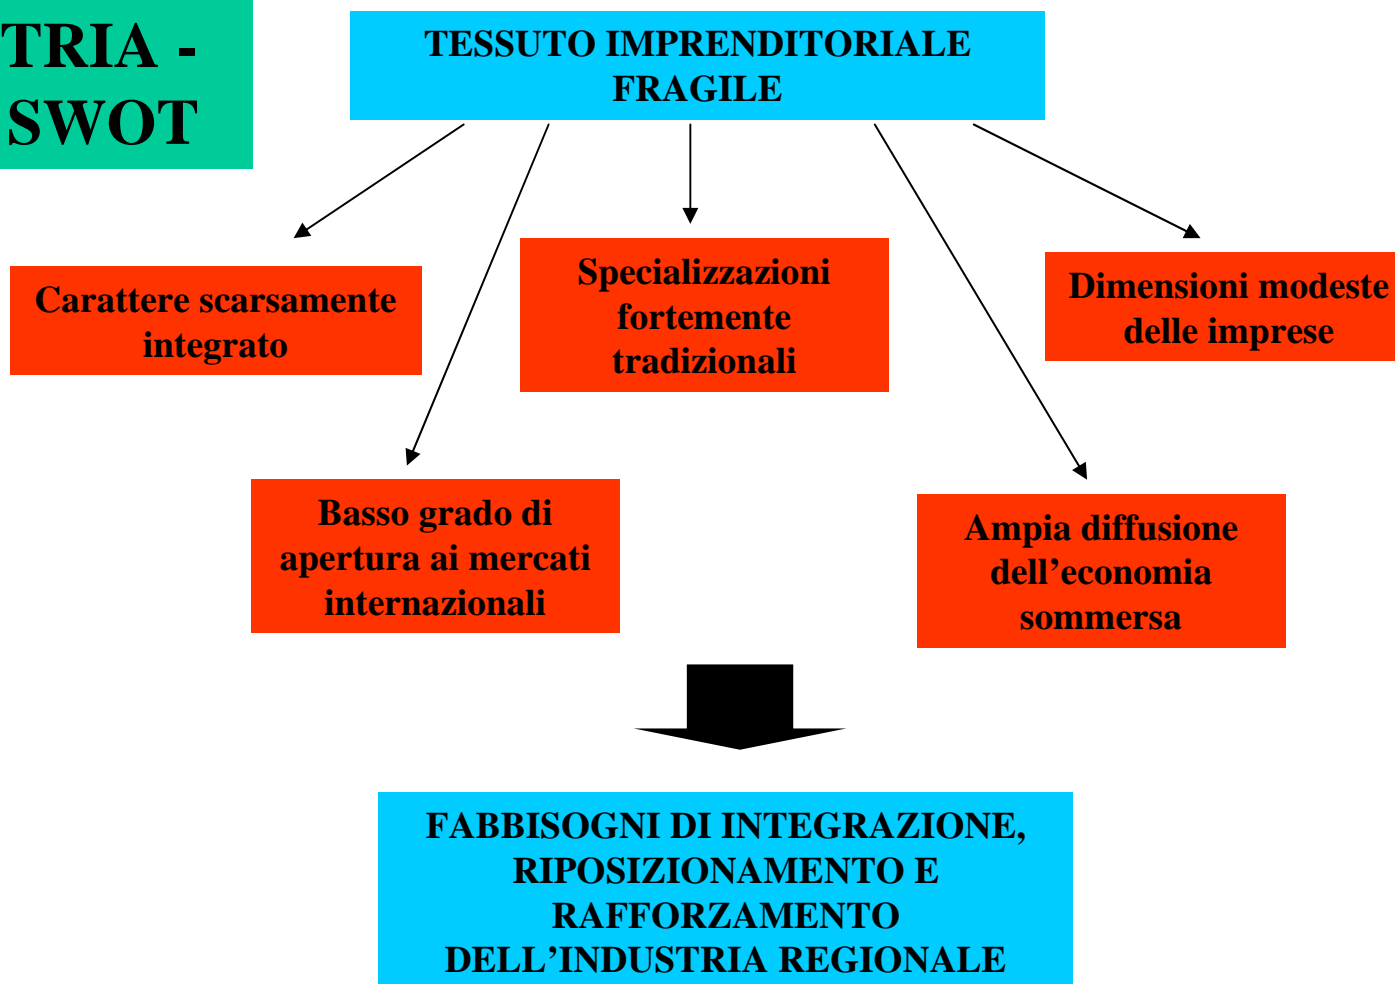 TRIA -
SWOT
TESSUTO IMPRENDITORIALE
FRAGILE
Carattere scarsamente
integrato
Specializzazioni
fortemente
tradizionali
Dimensioni modeste
delle imprese
Basso grado di
apertura ai mercati
internazionali
Ampia diffusione
dell’economia
sommersa
FABBISOGNI DI INTEGRAZIONE,
RIPOSIZIONAMENTO E
RAFFORZAMENTO
DELL’INDUSTRIA REGIONALE